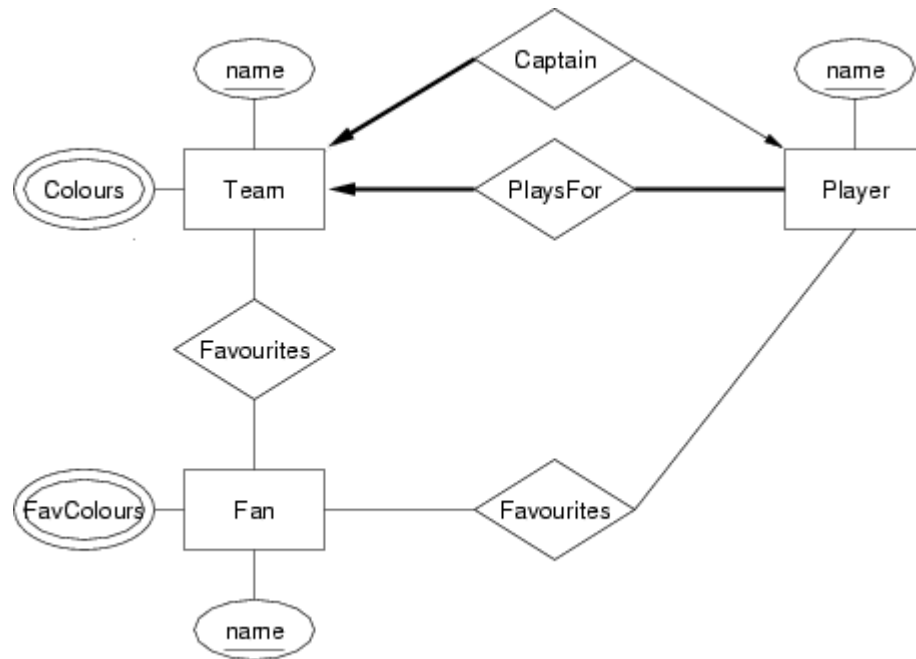 Captain
name
name
Colours
Team
PlaysFor
Player
Favourites
FavColours
Fan
Favourites
name